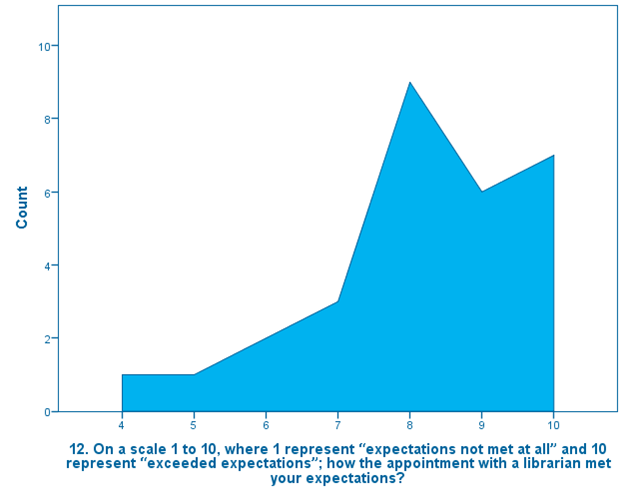 10
8
6
4
2
0
Count
4 5 6 7 8 9 10
12. On a scale 1 to 10, where 1 represent “expectations not met at all” and 10
represent “exceeded expectations”; how the appointment with a librarian met
your expectations?